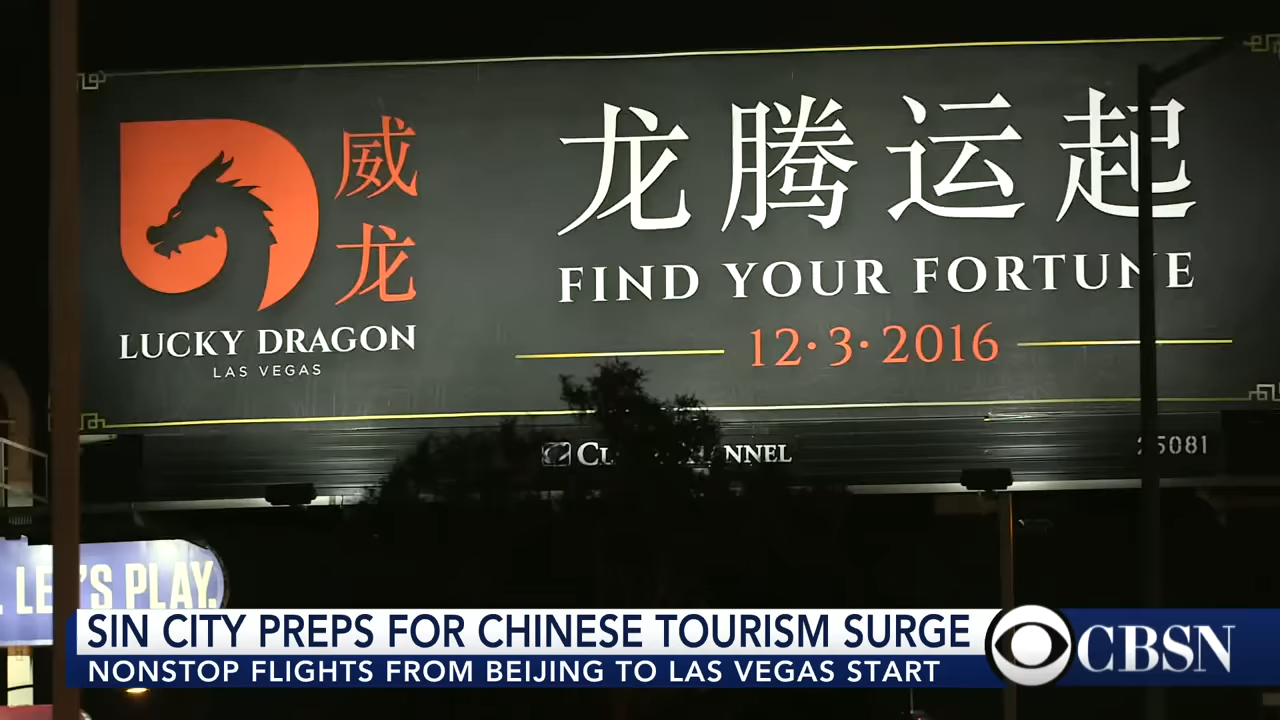 威龙
LUCKY DRAGON
LAS VEGAS
龙腾运起
FIND YOUR FORTUNE
12·3·2016
25081
LET'S PLAY.
SIN CITY PREPS FOR CHINESE TOURISM SURGE
NONSTOP FLIGHTS FROM BEIJING TO LAS VEGAS START
CBSN